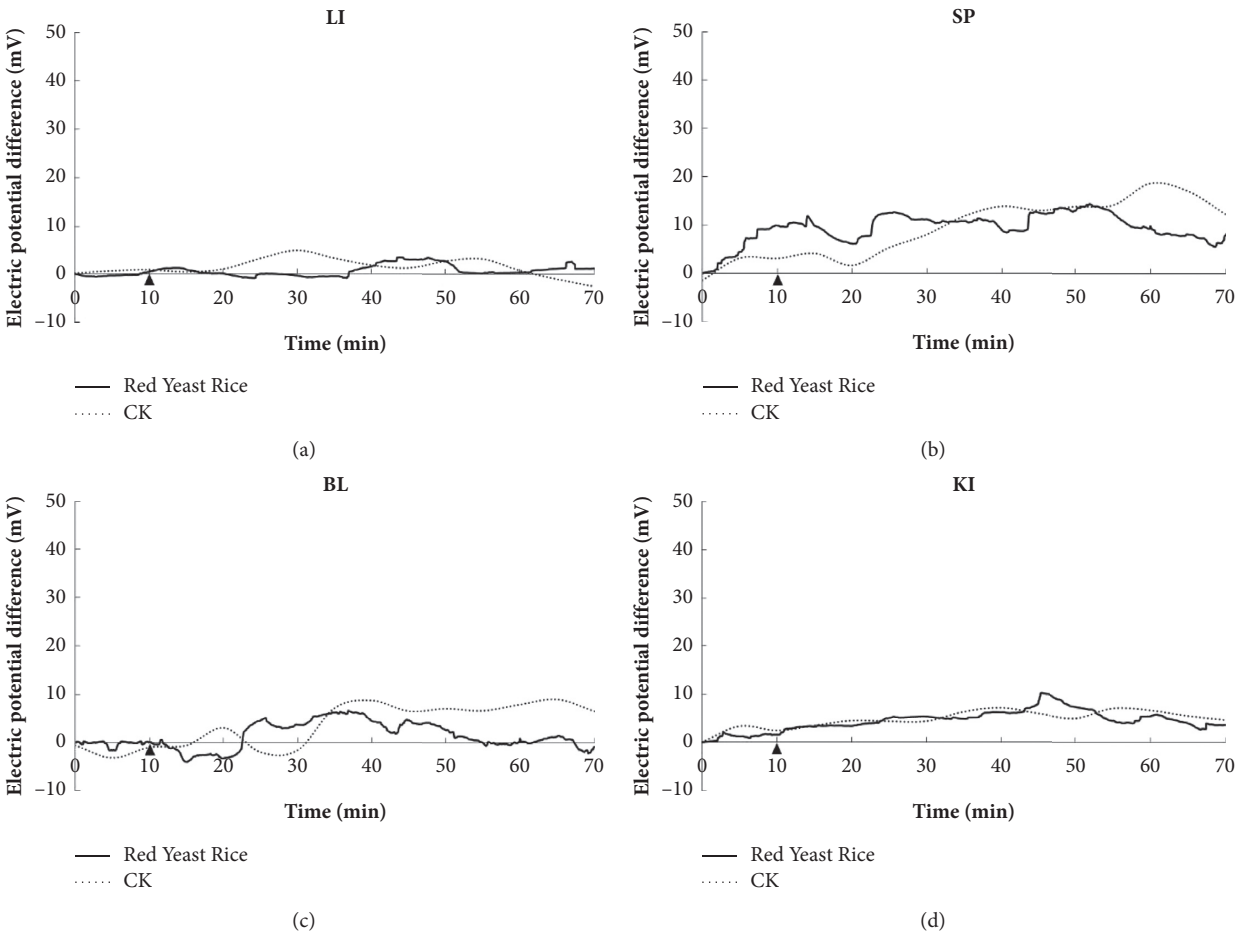 LI
Electric potential difference (mV)
50
40
30
20
10
0
–10
0 10 20 30 40 50 60 70
Time (min)
Red Yeast Rice
CK
(a)
SP
Electric potential difference (mV)
50
40
30
20
10
0
–10
0 10 20 30 40 50 60 70
Time (min)
Red Yeast Rice
CK
(b)
BL
Electric potential difference (mV)
50
40
30
20
10
0
–10
0 10 20 30 40 50 60 70
Time (min)
Red Yeast Rice
CK
(c)
KI
Electric potential difference (mV)
50
40
30
20
10
0
–10
0 10 20 30 40 50 60 70
Time (min)
Red Yeast Rice
CK
(d)